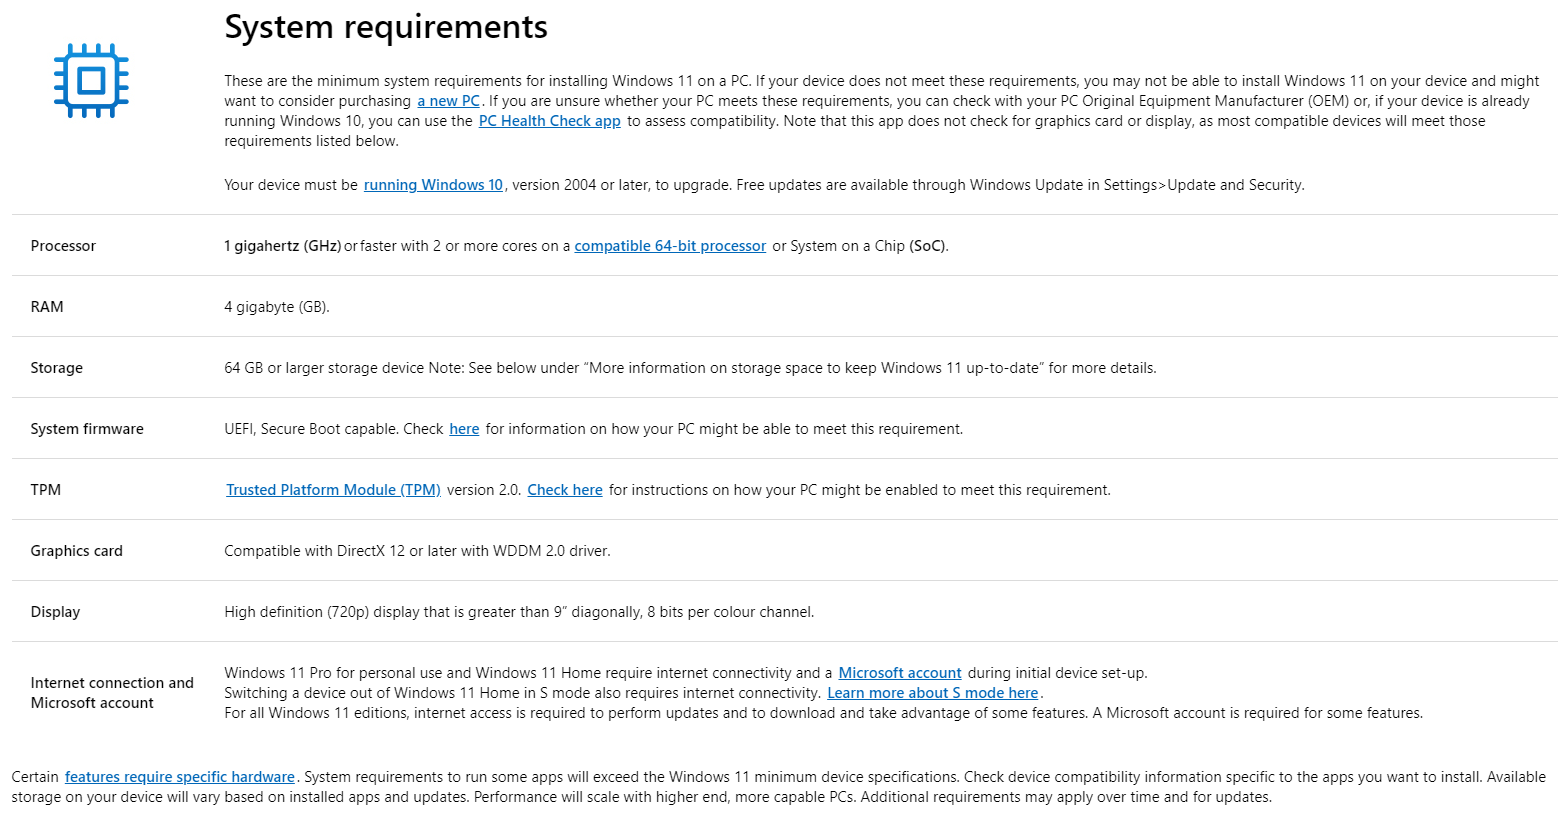 System requirements
These are the minimum system requirements for installing Windows 11 on a PC. If your device does not meet these requirements, you may not be able to install Windows 11 on your device and might
want to consider purchasing a new PC. If you are unsure whether your PC meets these requirements, you can check with your PC Original Equipment Manufacturer (OEM) or, if your device is already
running Windows 10, you can use the PC Health Check app to assess compatibility. Note that this app does not check for graphics card or display, as most compatible devices will meet those
requirements listed below.
Your device must be running Windows 10, version 2004 or later, to upgrade. Free updates are available through Windows Update in Settings>Update and Security.
Processor
1 gigahertz (GHz) or faster with 2 or more cores on a compatible 64-bit processor or System on a Chip (SoC).
RAM
4 gigabyte (GB).
Storage
64 GB or larger storage device Note: See below under “More information on storage space to keep Windows 11 up-to-date” for more details.
System firmware
UEFI, Secure Boot capable. Check here for information on how your PC might be able to meet this requirement.
TPM
Trusted Platform Module (TPM) version 2.0. Check here for instructions on how your PC might be enabled to meet this requirement.
Graphics card
Compatible with DirectX 12 or later with WDDM 2.0 driver.
Display
High definition (720p) display that is greater than 9” diagonally, 8 bits per colour channel.
Internet connection and
Microsoft account
Windows 11 Pro for personal use and Windows 11 Home require internet connectivity and a Microsoft account during initial device set-up.
Switching a device out of Windows 11 Home in S mode also requires internet connectivity. Learn more about S mode here.
For all Windows 11 editions, internet access is required to perform updates and to download and take advantage of some features. A Microsoft account is required for some features.
Certain features require specific hardware. System requirements to run some apps will exceed the Windows 11 minimum device specifications. Check device compatibility information specific to the apps you want to install. Available
storage on your device will vary based on installed apps and updates. Performance will scale with higher end, more capable PCs. Additional requirements may apply over time and for updates.